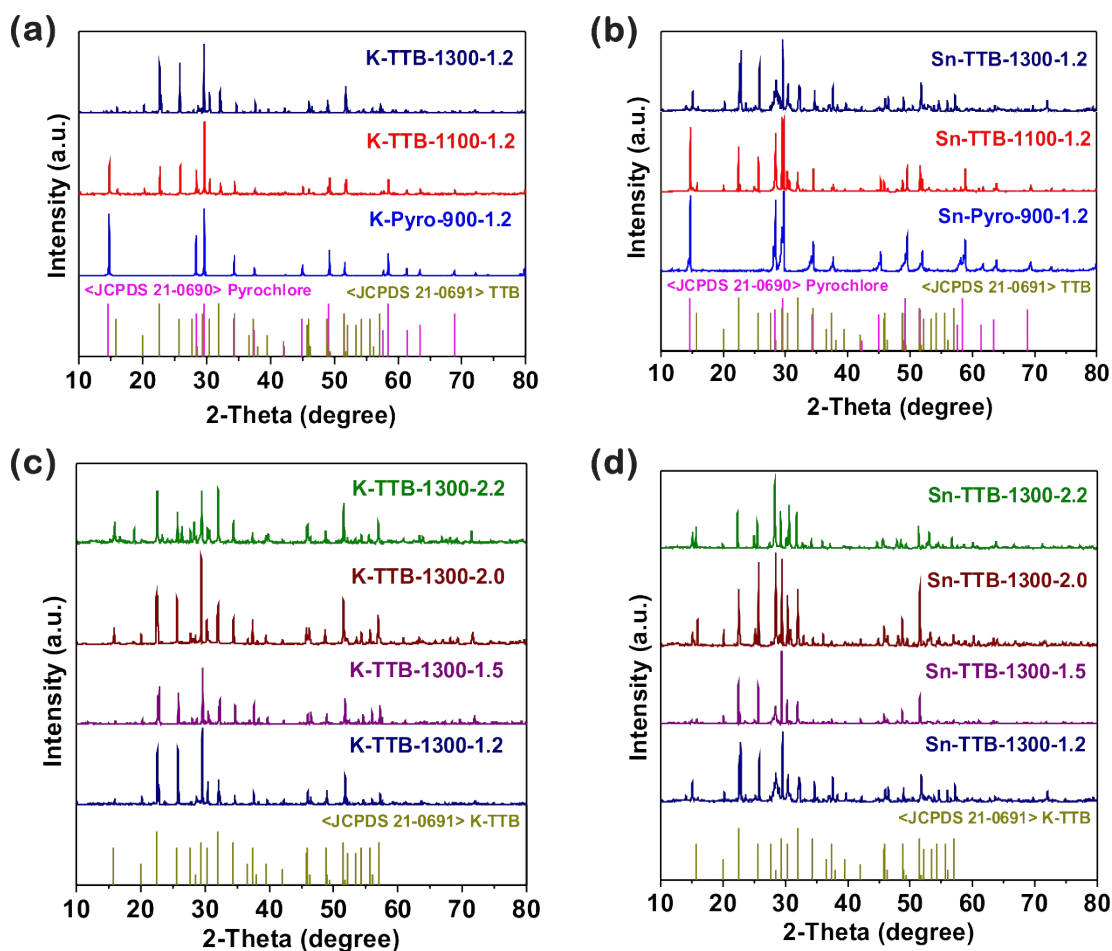 (a)
K-TTB-1300-1.2
K-TTB-1100-1.2
K-Pyro-900-1.2
<JCPDS 21-0690> Pyrochlore
<JCPDS 21-0691> TTB
Intensity (a.u.)
10 20 30 40 50 60 70 80
2-Theta (degree)
(b)
Sn-TTB-1300-1.2
Sn-TTB-1100-1.2
Sn-Pyro-900-1.2
<JCPDS 21-0690> Pyrochlore
<JCPDS 21-0691> TTB
Intensity (a.u.)
10 20 30 40 50 60 70 80
2-Theta (degree)
(c)
K-TTB-1300-2.2
K-TTB-1300-2.0
K-TTB-1300-1.5
K-TTB-1300-1.2
<JCPDS 21-0691> K-TTB
Intensity (a.u.)
10 20 30 40 50 60 70 80
2-Theta (degree)
(d)
Sn-TTB-1300-2.2
Sn-TTB-1300-2.0
Sn-TTB-1300-1.5
Sn-TTB-1300-1.2
<JCPDS 21-0691> K-TTB
Intensity (a.u.)
10 20 30 40 50 60 70 80
2-Theta (degree)